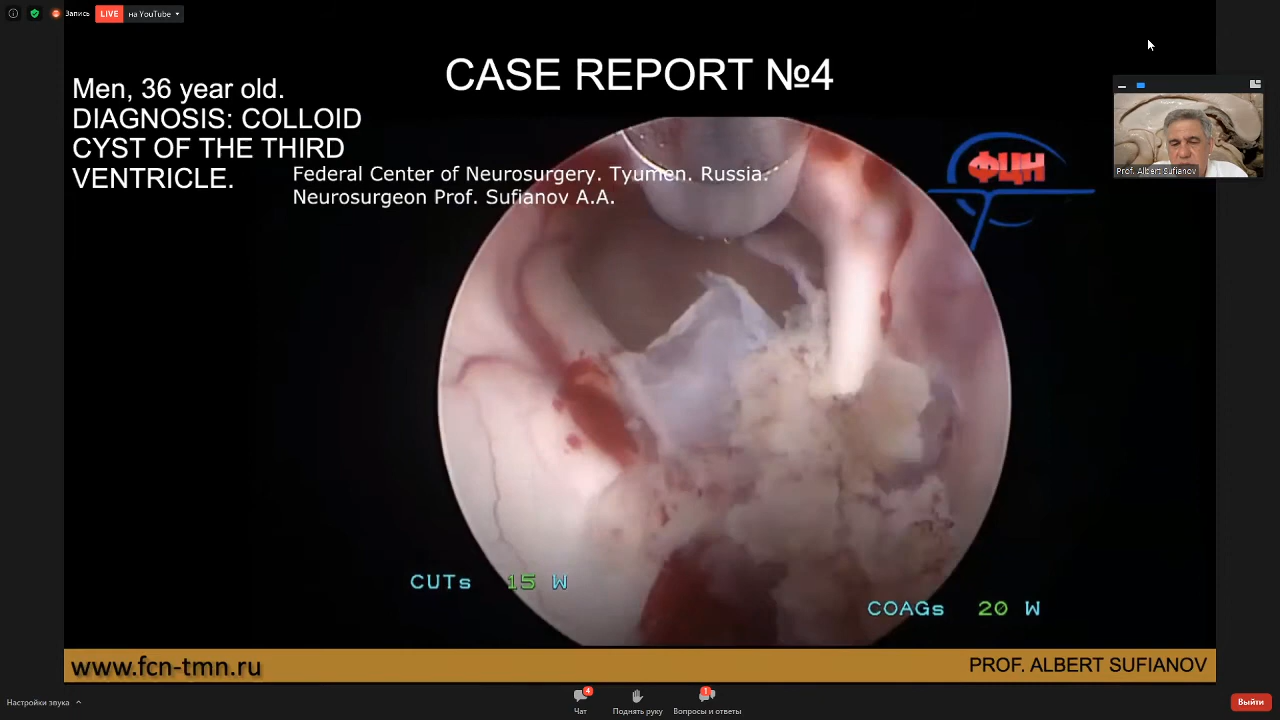 Запись
LIVE
на YouTube
CASE REPORT №4
Men, 36 year old.
DIAGNOSIS: COLLOID
CYST OF THE THIRD
VENTRICLE.
Federal Center of Neurosurgery. Tyumen. Russia.
Neurosurgeon Prof. Sufianov A.A.
ФЦН
Prof. Albert Sufianov
CUTs 15 W
COAGs 20 W
www.fcn-tmn.ru
PROF. ALBERT SUFIANOV
Настройки звука
4
Чат
Поднять руку
1
Вопросы и ответы
Выйти